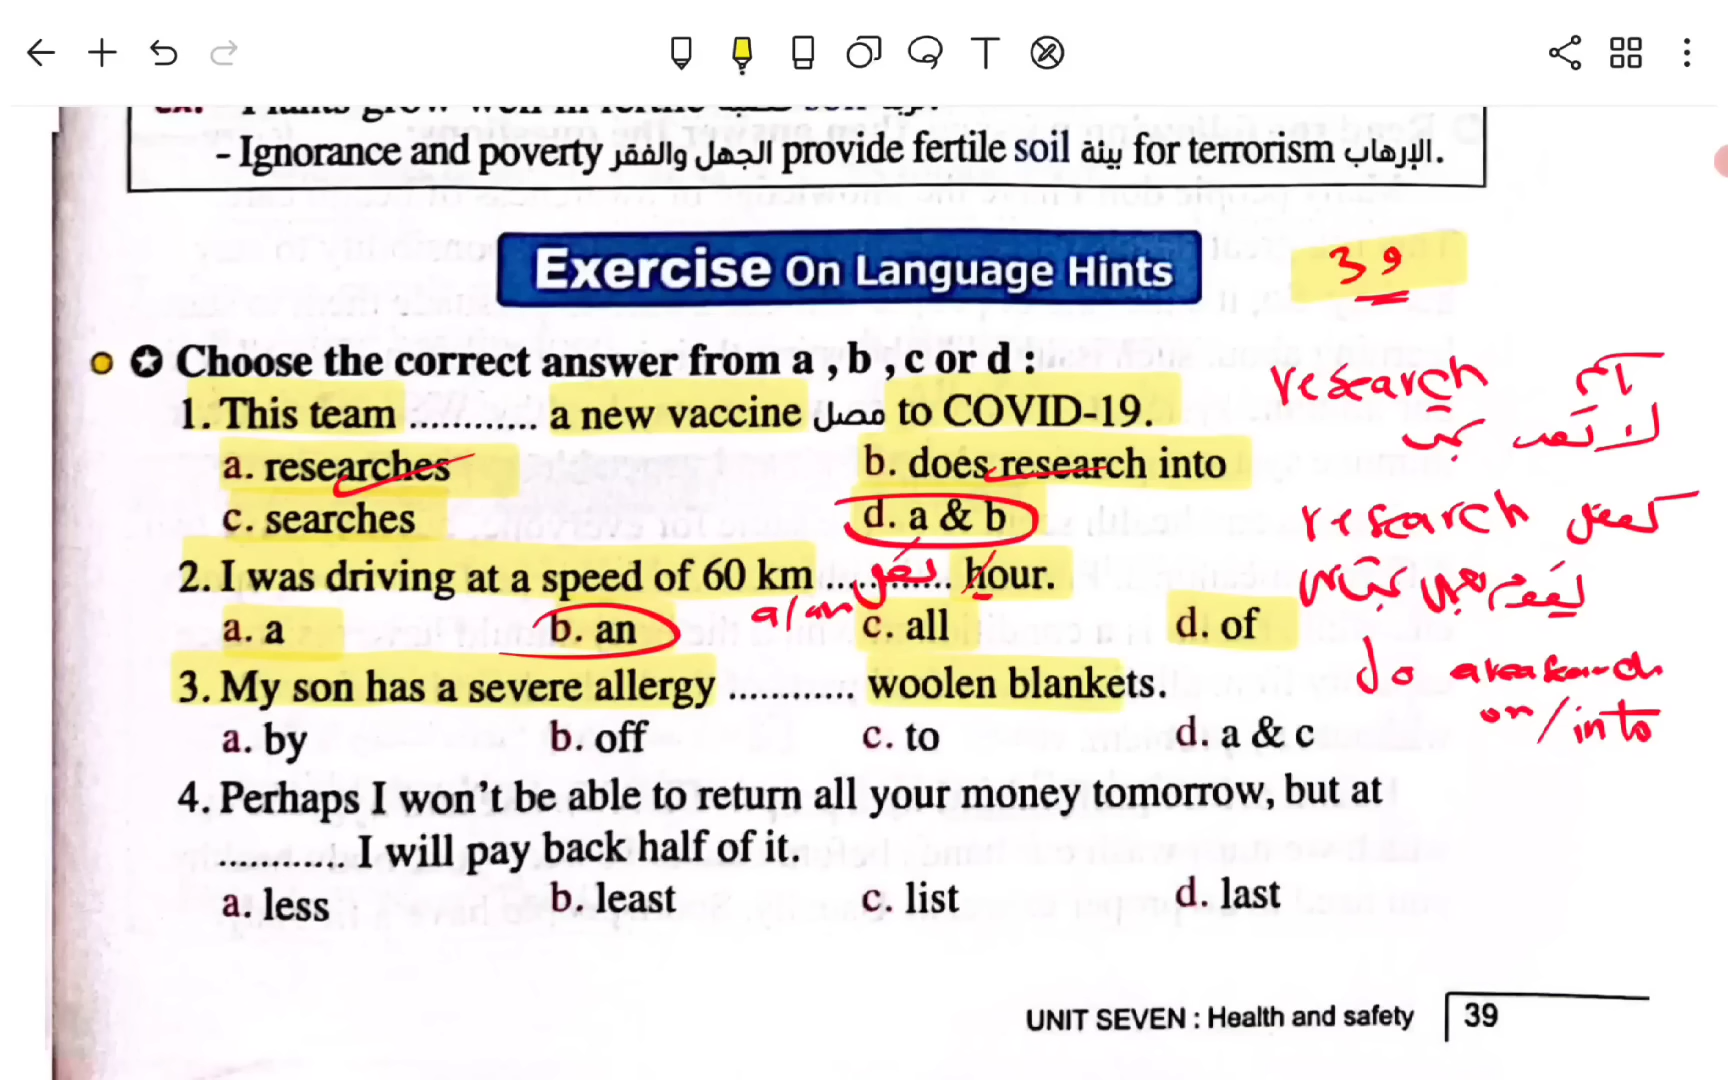 - Ignorance and poverty الجهل والفقر provide fertile soil بيئة for terrorism الإرهاب.
Exercise On Language Hints
39
Choose the correct answer from a , b , c or d :
1. This team ............ a new vaccine مصل to COVID-19.
a. researches
b. does research into
c. searches
d. a & b
2. I was driving at a speed of 60 km ............ hour.
a/an
a. a
b. an
c. all
d. of
3. My son has a severe allergy ............ woolen blankets.
a. by
b. off
c. to
d. a & c
4. Perhaps I won't be able to return all your money tomorrow, but at
............ I will pay back half of it.
a. less
b. least
c. list
d. last
research
research
do a research
on / into
UNIT SEVEN : Health and safety
39